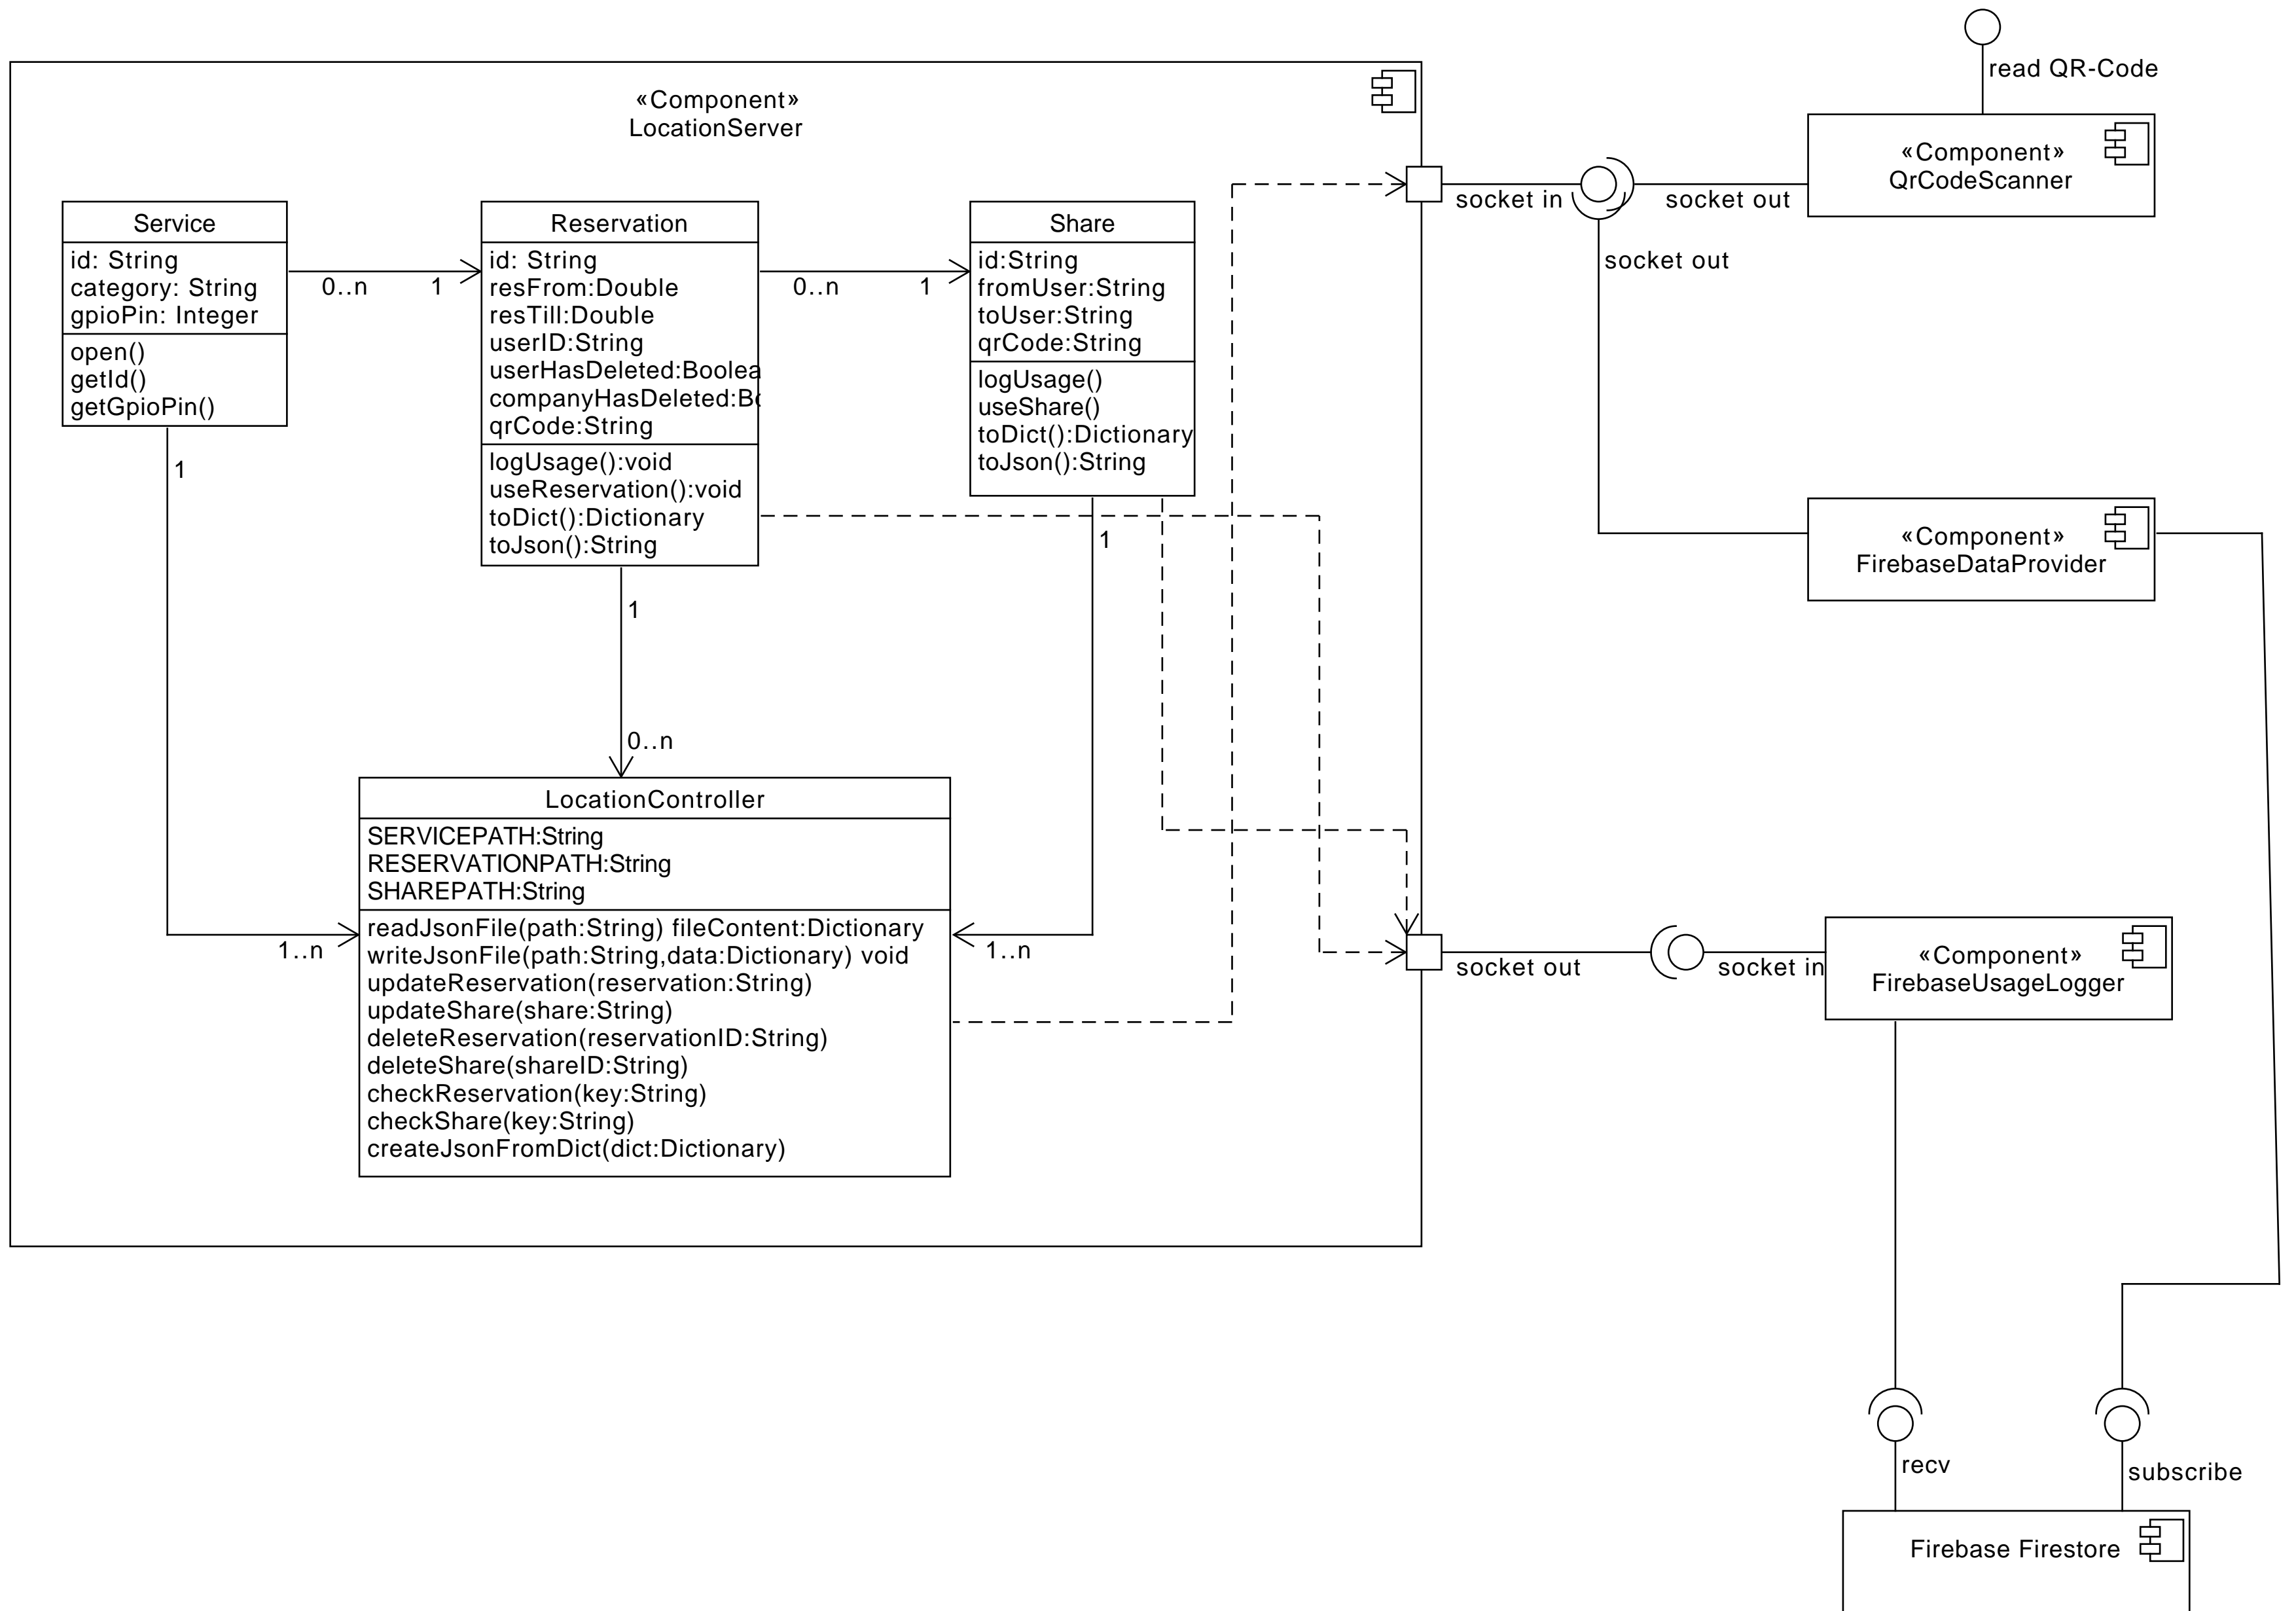 read QR-Code
«Component»
LocationServer
«Component»
QrCodeScanner
socket in
socket out
socket out
Service
id: String
category: String
gpioPin: Integer
open()
getId()
getGpioPin()
0..n
1
Reservation
id: String
resFrom:Double
resTill:Double
userID:String
userHasDeleted:Boolea
companyHasDeleted:Bo
qrCode:String
logUsage():void
useReservation():void
toDict():Dictionary
toJson():String
0..n
1
Share
id:String
fromUser:String
toUser:String
qrCode:String
logUsage()
useShare()
toDict():Dictionary
toJson():String
1
1
1
0..n
«Component»
FirebaseDataProvider
LocationController
SERVICEPATH:String
RESERVATIONPATH:String
SHAREPATH:String
readJsonFile(path:String) fileContent:Dictionary
writeJsonFile(path:String,data:Dictionary) void
updateReservation(reservation:String)
updateShare(share:String)
deleteReservation(reservationID:String)
deleteShare(shareID:String)
checkReservation(key:String)
checkShare(key:String)
createJsonFromDict(dict:Dictionary)
1..n
1..n
socket out
socket in
«Component»
FirebaseUsageLogger
recv
subscribe
Firebase Firestore